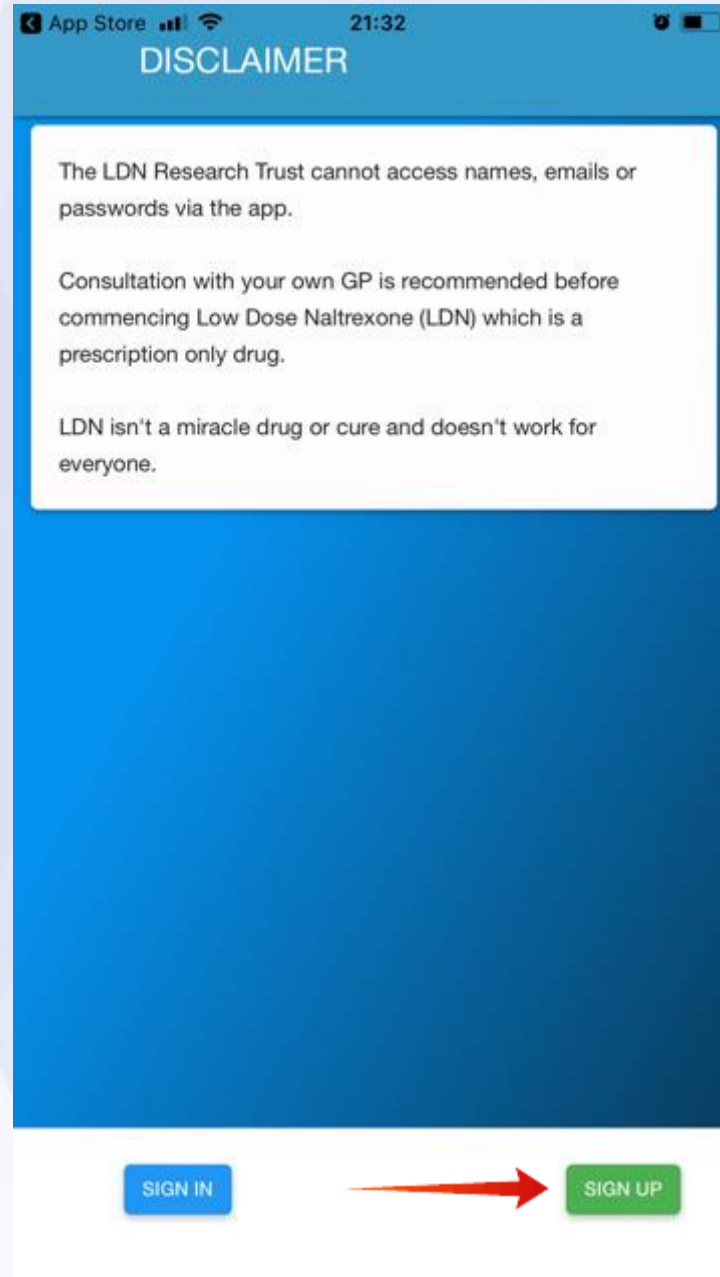 App Store
21:32
DISCLAIMER
The LDN Research Trust cannot access names, emails or
passwords via the app.
Consultation with your own GP is recommended before
commencing Low Dose Naltrexone (LDN) which is a
prescription only drug.
LDN isn't a miracle drug or cure and doesn't work for
everyone.
SIGN IN
SIGN UP